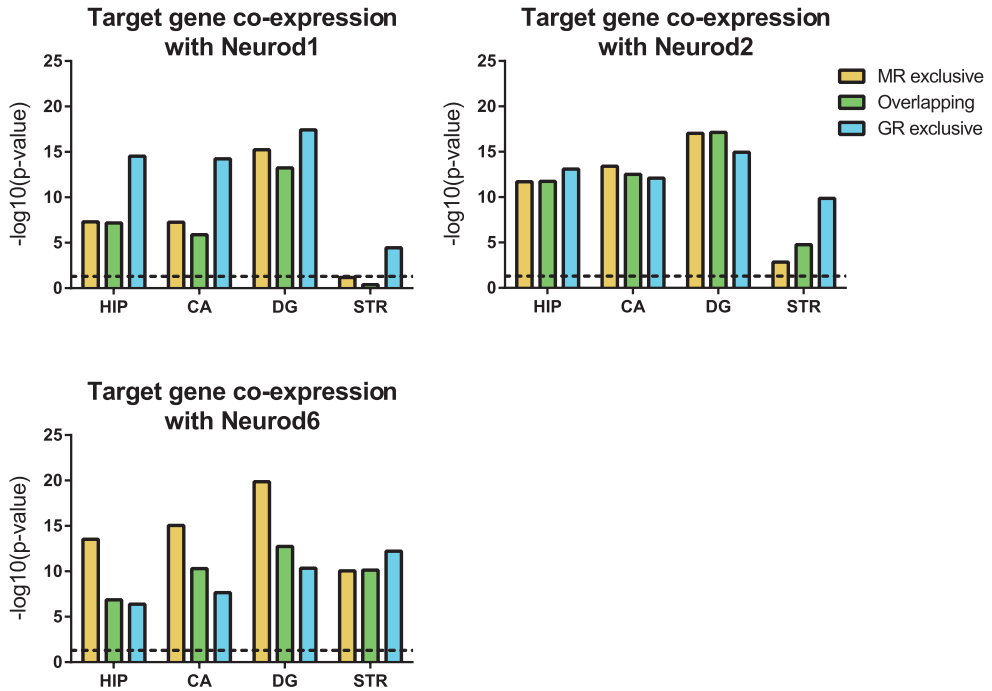 Target gene co-expression
with Neurod1
-log10(p-value)
25
20
15
10
5
0
HIP CA DG STR
Target gene co-expression
with Neurod2
-log10(p-value)
25
20
15
10
5
0
HIP CA DG STR
MR exclusive
Overlapping
GR exclusive
Target gene co-expression
with Neurod6
-log10(p-value)
25
20
15
10
5
0
HIP CA DG STR